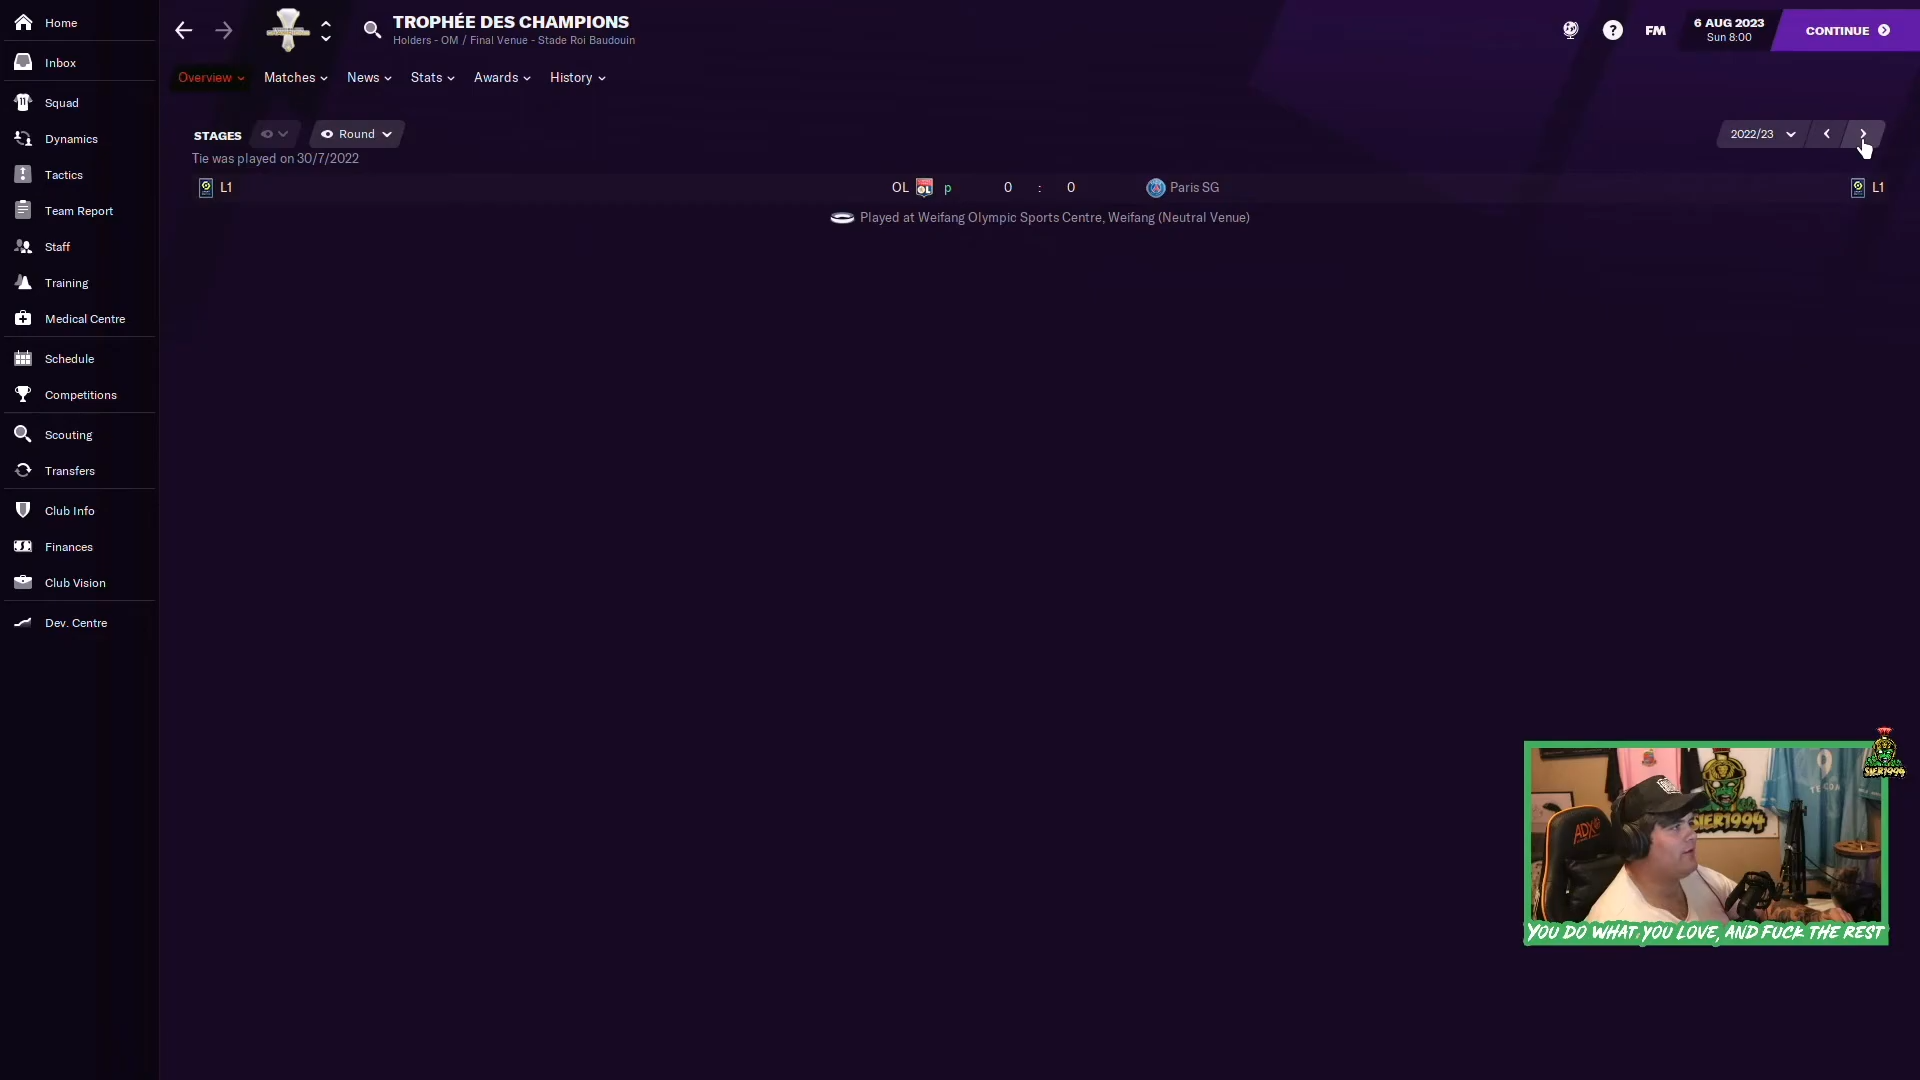 Home
Inbox
Squad
Dynamics
Tactics
Team Report
Staff
Training
Medical Centre
Schedule
Competitions
Scouting
Transfers
Club Info
Finances
Club Vision
Dev. Centre
TROPHÉE DES CHAMPIONS
Holders - OM / Final Venue - Stade Roi Baudouin
FM
6 AUG 2023
Sun 8:00
CONTINUE
Overview Matches News Stats Awards History
STAGES Round 2022/23
Tie was played on 30/7/2022
L1 OL p 0 : 0 Paris SG L1
Played at Weifang Olympic Sports Centre, Weifang (Neutral Venue)
SIER1994
ADX
SIER1994
YOU DO WHAT YOU LOVE, AND FUCK THE REST